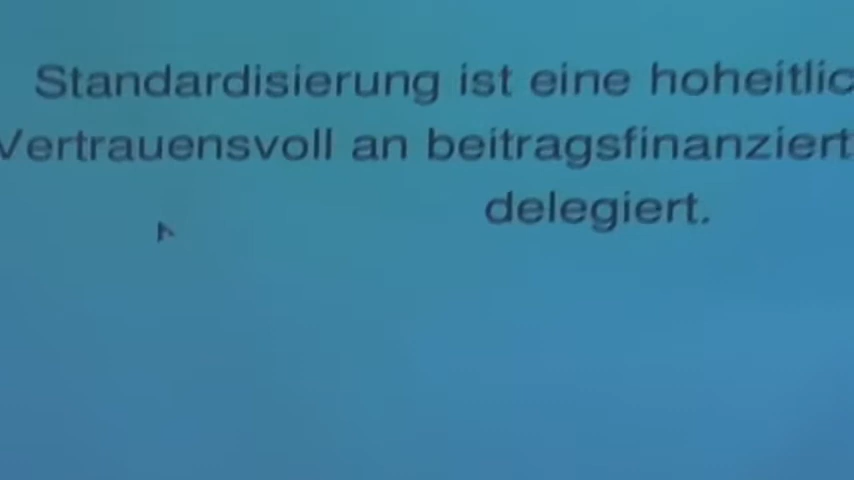 Standardisierung ist eine hoheitlic
Vertrauensvoll an beitragsfinanziert
delegiert.